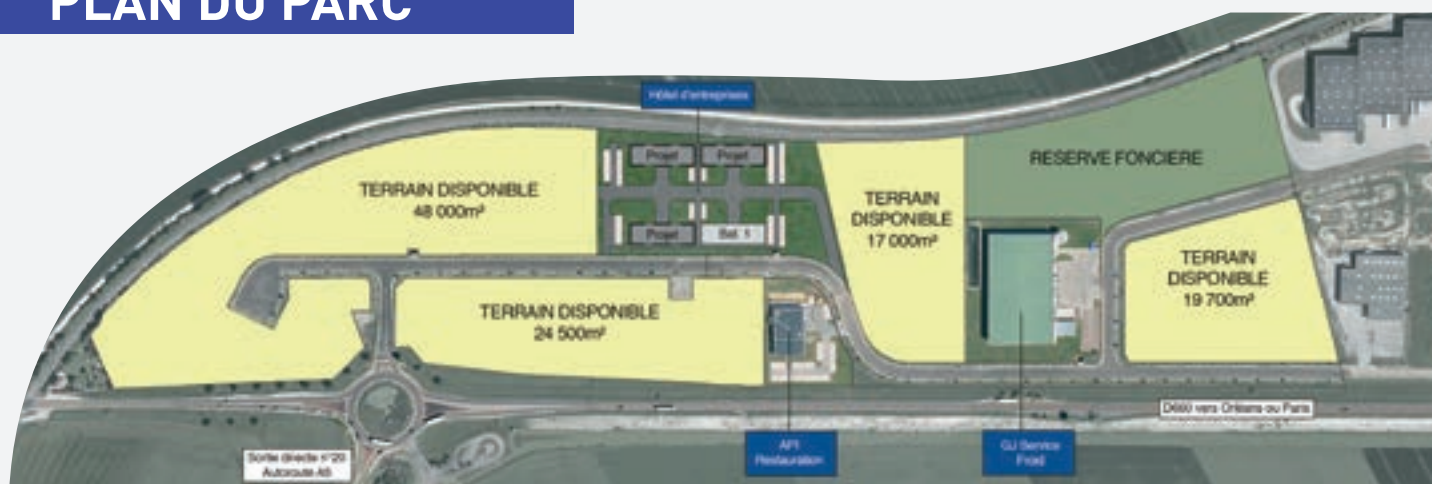 PLAN DU PARC
Hôtel d'entreprises
Projet
Projet
Projet
Bat. 1
TERRAIN DISPONIBLE
48 000m²
TERRAIN
DISPONIBLE
17 000m²
RESERVE FONCIERE
TERRAIN
DISPONIBLE
19 700m²
TERRAIN DISPONIBLE
24 500m²
D660 vers Orléans ou Paris
API
Restauration
GJ Service
Froid
Sortie directe n°20
Autoroute A5